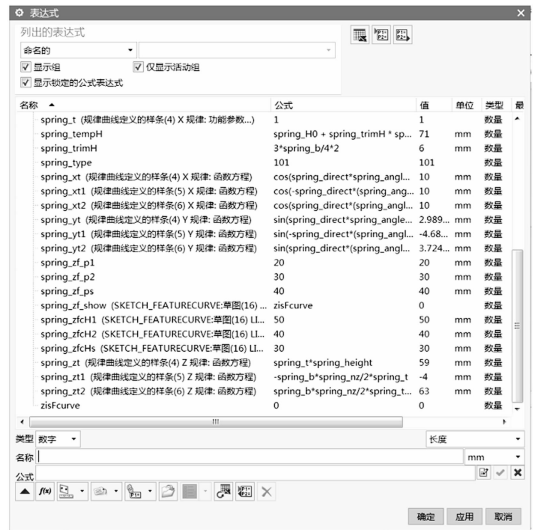 表达式
列出的表达式
命名的
显示组 仅显示活动组
显示锁定的公式表达式
名称 公式 值 单位 类型 最
spring_t (规律曲线定义的样条(4) X 规律: 功能参数... 1 1 数量
spring_tempH spring_H0 + spring_trimH * sp... 71 mm 数量
spring_trimH 3*spring_b/4*2 6 mm 数量
spring_type 101 101 数量
spring_xt (规律曲线定义的样条(4) X 规律: 函数方程) cos(spring_direct*spring_angl... 10 mm 数量
spring_xt1 (规律曲线定义的样条(5) X 规律: 函数方程) cos(-spring_direct*(spring_an... 10 mm 数量
spring_xt2 (规律曲线定义的样条(6) X 规律: 函数方程) cos(spring_direct*(spring_ang... 10 mm 数量
spring_yt (规律曲线定义的样条(4) Y 规律: 函数方程) sin(spring_direct*spring_angle... 2.989... mm 数量
spring_yt1 (规律曲线定义的样条(5) Y 规律: 函数方程) sin(-spring_direct*(spring_ang... -4.68... mm 数量
spring_yt2 (规律曲线定义的样条(6) Y 规律: 函数方程) sin(spring_direct*(spring_angl... 3.724... mm 数量
spring_zf_p1 20 20 mm 数量
spring_zf_p2 30 30 mm 数量
spring_zf_ps 40 40 mm 数量
spring_zf_show (SKETCH_FEATURECURVE:草图(16) ... zisFcurve 0 数量
spring_zfcH1 (SKETCH_FEATURECURVE:草图(16) LI... 50 50 mm 数量
spring_zfcH2 (SKETCH_FEATURECURVE:草图(16) LI... 40 40 mm 数量
spring_zfcHs (SKETCH_FEATURECURVE:草图(16) LI... 30 30 mm 数量
spring_zt (规律曲线定义的样条(4) Z 规律: 函数方程) spring_t*spring_height 59 mm 数量
spring_zt1 (规律曲线定义的样条(5) Z 规律: 函数方程) -spring_b*spring_nz/2*spring_t -4 mm 数量
spring_zt2 (规律曲线定义的样条(6) Z 规律: 函数方程) spring_b*spring_nz/2*spring_t... 63 mm 数量
zisFcurve 0 0 数量
类型 数字 长度
名称 mm
公式
f(x)
确定 应用 取消